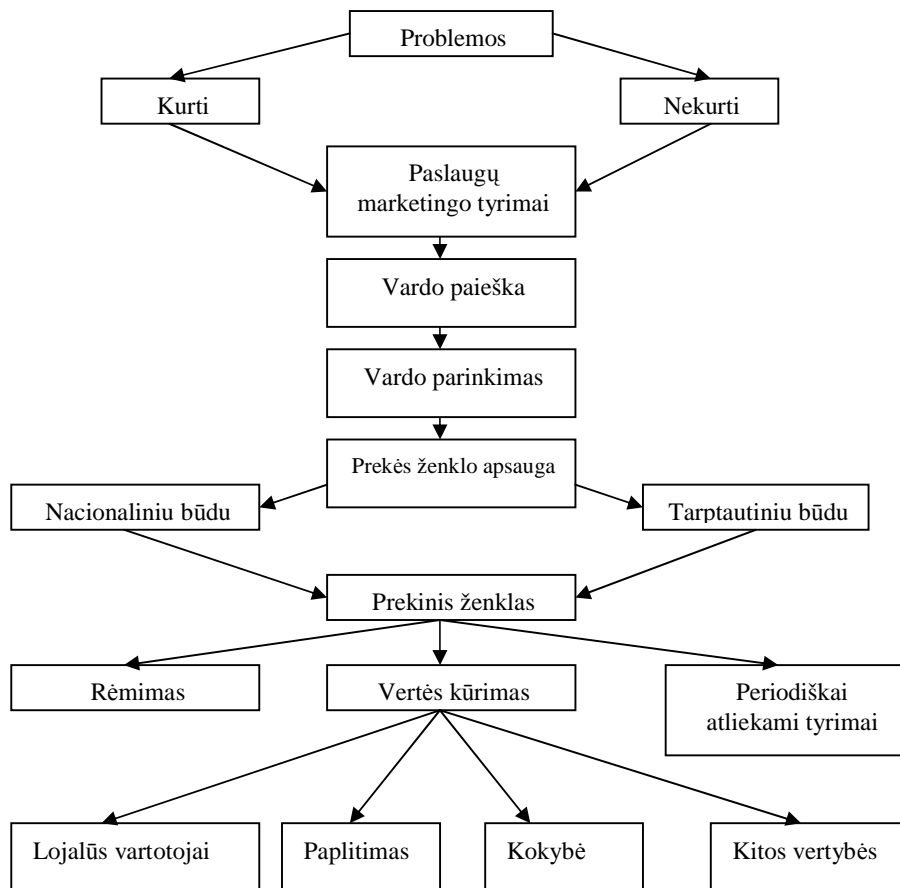 Problemos
Kurti
Nekurti
Paslaugų
marketingo tyrimai
Vardo paieška
Vardo parinkimas
Prekės ženklo apsauga
Nacionaliniu būdu
Tarptautiniu būdu
Prekinis ženklas
Rėmimas
Vertės kūrimas
Periodiškai
atliekami tyrimai
Lojalūs vartotojai
Paplitimas
Kokybė
Kitos vertybės